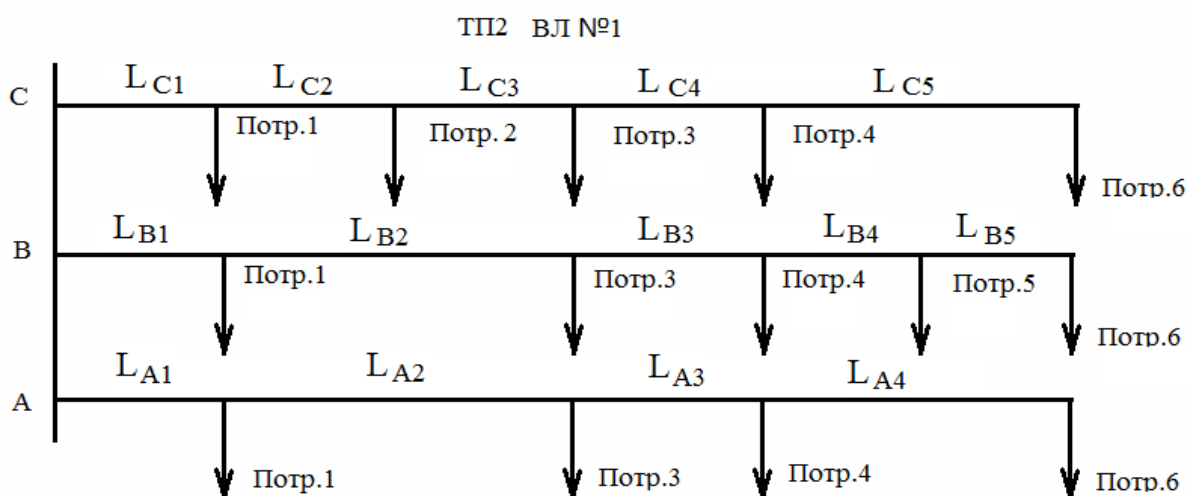 ТП2 ВЛ №1
L C1 L C2 L C3 L C4 L C5
C
Потр.1 Потр. 2 Потр.3 Потр.4
Потр.6
L B1 L B2 L B3 L B4 L B5
B
Потр.1 Потр.3 Потр.4 Потр.5
Потр.6
L A1 L A2 L A3 L A4
A
Потр.1 Потр.3 Потр.4 Потр.6